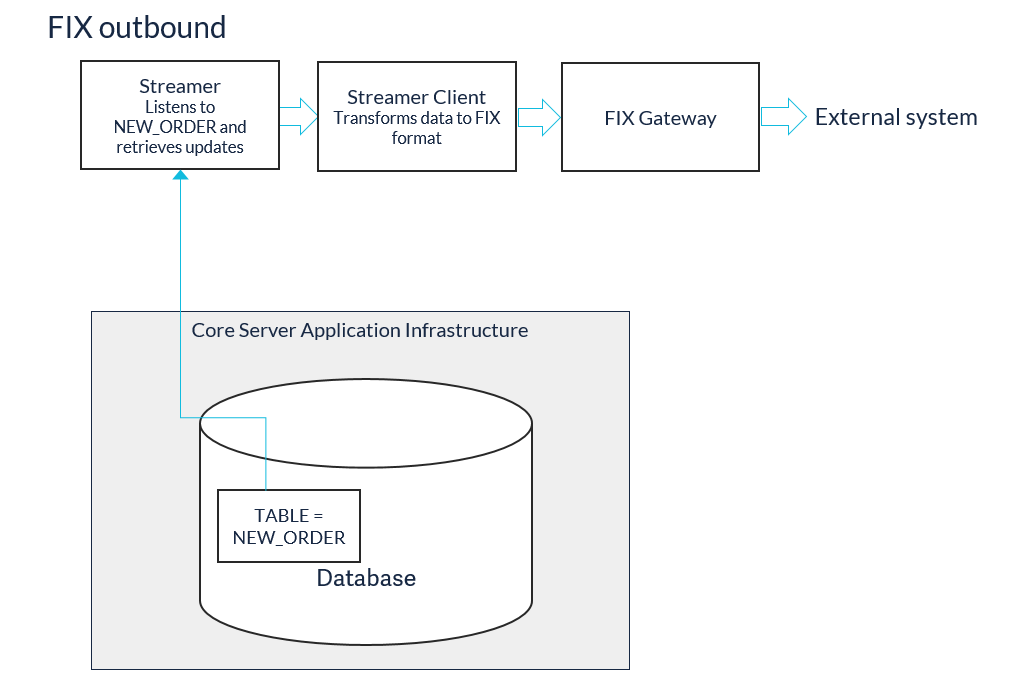 FIX outbound
Streamer
Listens to
NEW_ORDER and
retrieves updates
Streamer Client
Transforms data to FIX
format
FIX Gateway
External system
Core Server Application Infrastructure
TABLE =
NEW_ORDER
Database